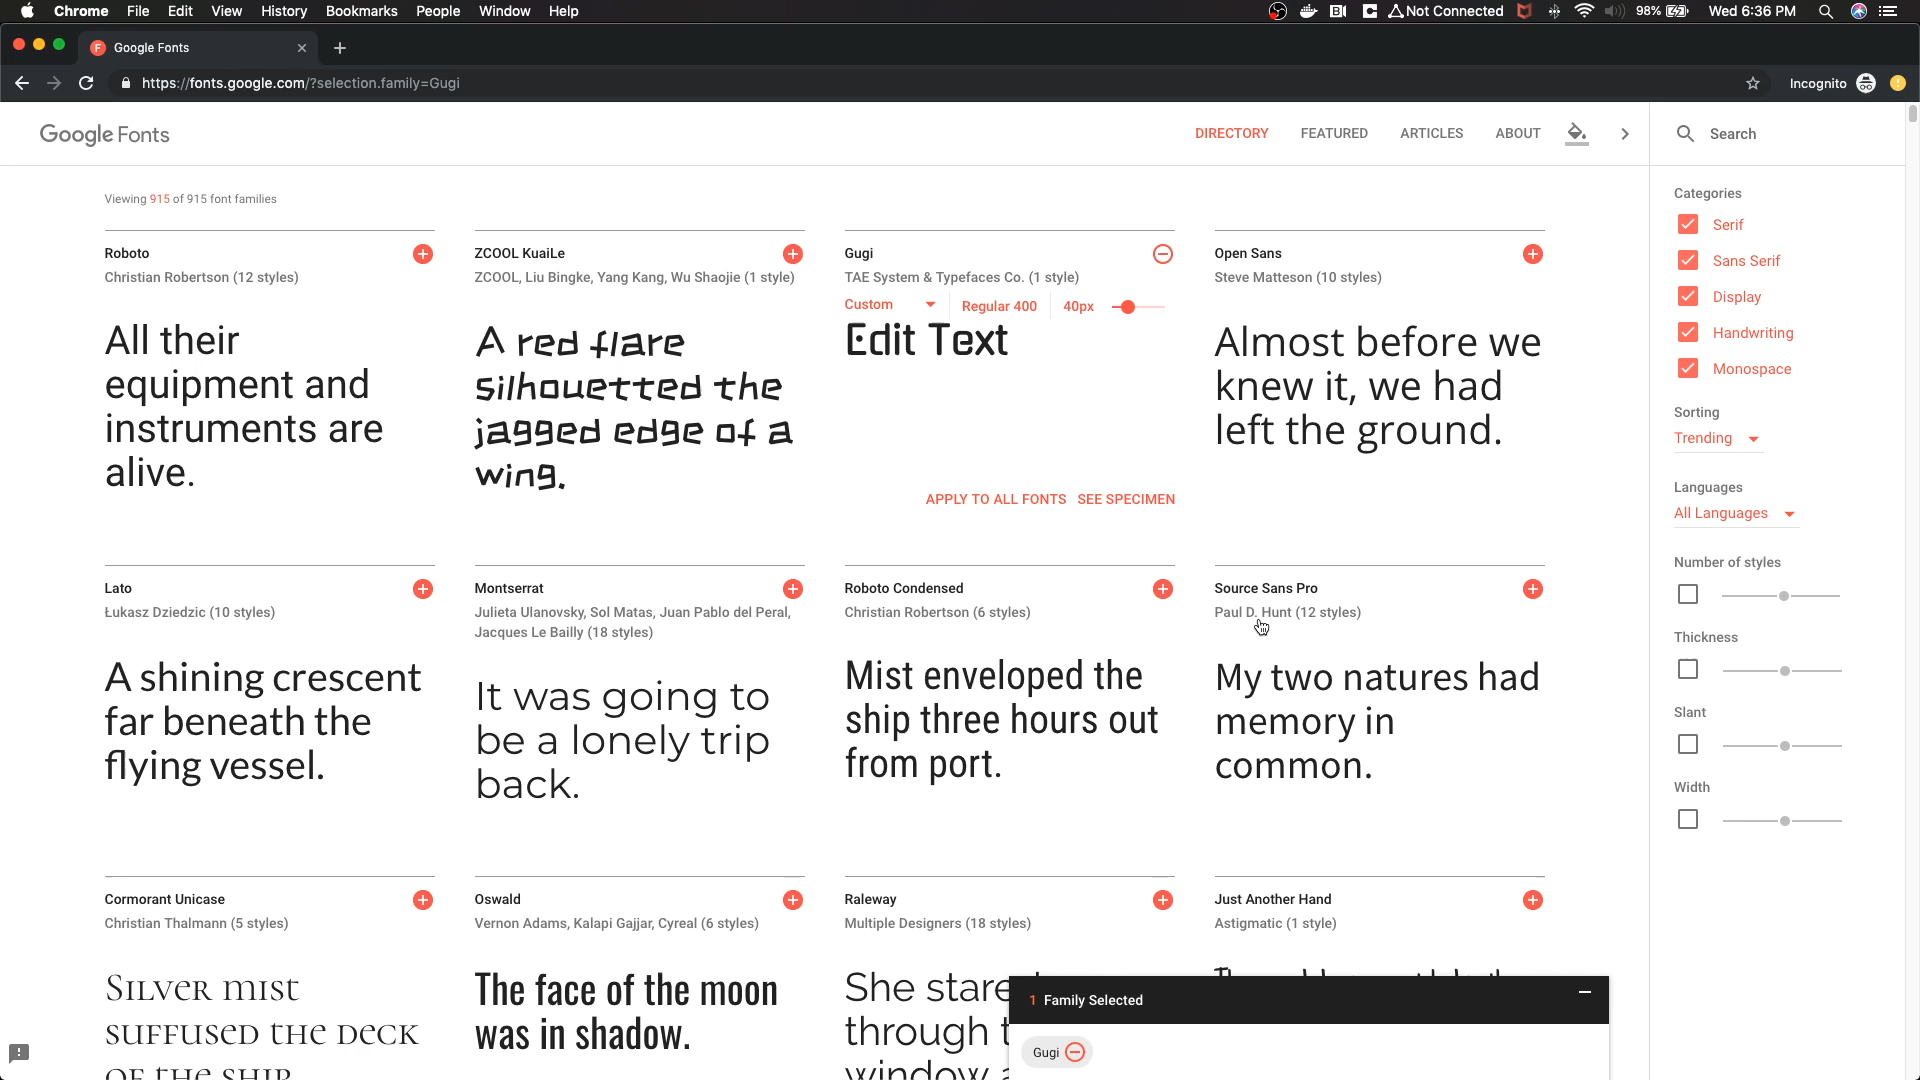 Chrome File Edit View History Bookmarks People Window Help
Not Connected 98% Wed 6:36 PM
Google Fonts
https://fonts.google.com/?selection.family=Gugi
Incognito
Google Fonts
DIRECTORY FEATURED ARTICLES ABOUT
Search
Viewing 915 of 915 font families
Roboto
Christian Robertson (12 styles)
All their
equipment and
instruments are
alive.
ZCOOL KuaiLe
ZCOOL, Liu Bingke, Yang Kang, Wu Shaojie (1 style)
A red flare
silhouetted the
jagged edge of a
wing.
Gugi
TAE System & Typefaces Co. (1 style)
Custom Regular 400 40px
Edit Text
APPLY TO ALL FONTS SEE SPECIMEN
Open Sans
Steve Matteson (10 styles)
Almost before we
knew it, we had
left the ground.
Lato
Łukasz Dziedzic (10 styles)
A shining crescent
far beneath the
flying vessel.
Montserrat
Julieta Ulanovsky, Sol Matas, Juan Pablo del Peral,
Jacques Le Bailly (18 styles)
It was going to
be a lonely trip
back.
Roboto Condensed
Christian Robertson (6 styles)
Mist enveloped the
ship three hours out
from port.
Source Sans Pro
Paul D. Hunt (12 styles)
My two natures had
memory in
common.
Cormorant Unicase
Christian Thalmann (5 styles)
Silver mist
suffused the deck
of the ship
Oswald
Vernon Adams, Kalapi Gajjar, Cyreal (6 styles)
The face of the moon
was in shadow.
Raleway
Multiple Designers (18 styles)
She stare
through t
window a
Just Another Hand
Astigmatic (1 style)
1 Family Selected
Gugi
Categories
Serif
Sans Serif
Display
Handwriting
Monospace
Sorting
Trending
Languages
All Languages
Number of styles
Thickness
Slant
Width